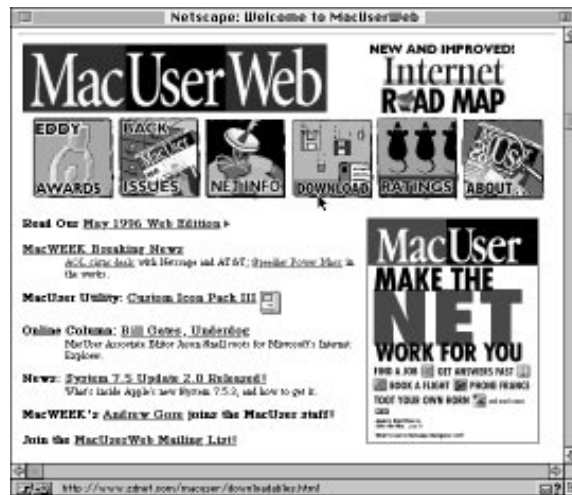 Netscape: Welcome to MacUserWeb
MacUserWeb
NEW AND IMPROVED!
Internet
ROAD MAP
EDDY AWARDS
BACK ISSUES
NET INFO
DOWNLOAD
RATINGS
ABOUT...
Read Our May 1996 Web Edition
MacWEEK Breaking News
AOL cuts deals with Netscape and AT&T; Speedier Power Macs in
the works.
MacUser Utility: Custom Icon Pack III
Online Column: Bill Gates, Underdog
MacUser Associate Editor Jason Snell roots for Microsoft's Internet
Explorer.
News: System 7.5 Update 2.0 Released!
What's inside Apple's new System 7.5.3, and how to get it.
MacWEEK's Andrew Gore joins the MacUser staff!
Join the MacUserWeb Mailing List!
MacUser
MAKE THE
NET
WORK FOR YOU
FIND A JOB GET ANSWERS FAST
BOOK A FLIGHT PHONE FRANCE
TOOT YOUR OWN HORN
http://www.zdnet.com/macuser/downloadables.html